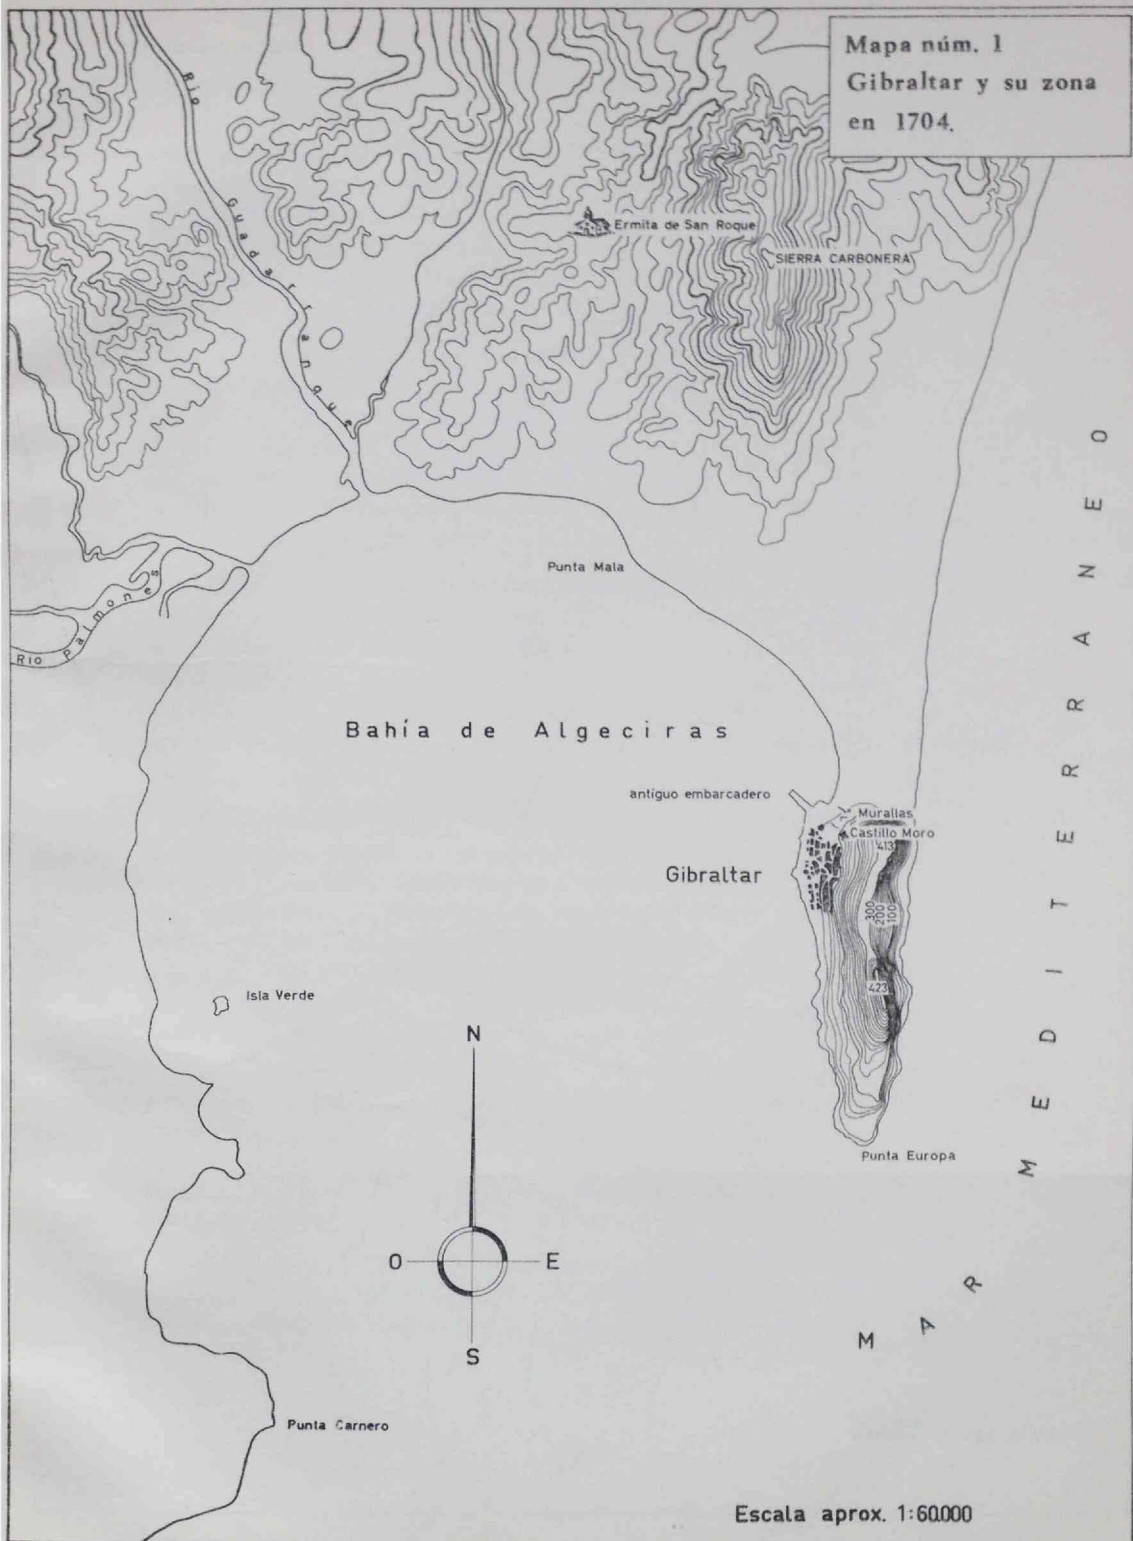 Mapa núm. 1
Gibraltar y su zona
en 1704.
Río Guadarranque
Ermita de San Roque
SIERRA CARBONERA
Punta Mala
Río Palmones
Bahía de Algeciras
antiguo embarcadero
Murallas
Castillo Moro
413
Gibraltar
300
200
100
423
Isla Verde
N
O
E
S
Punta Europa
MAR MEDITERRANEO
Punta Carnero
Escala aprox. 1:60.000